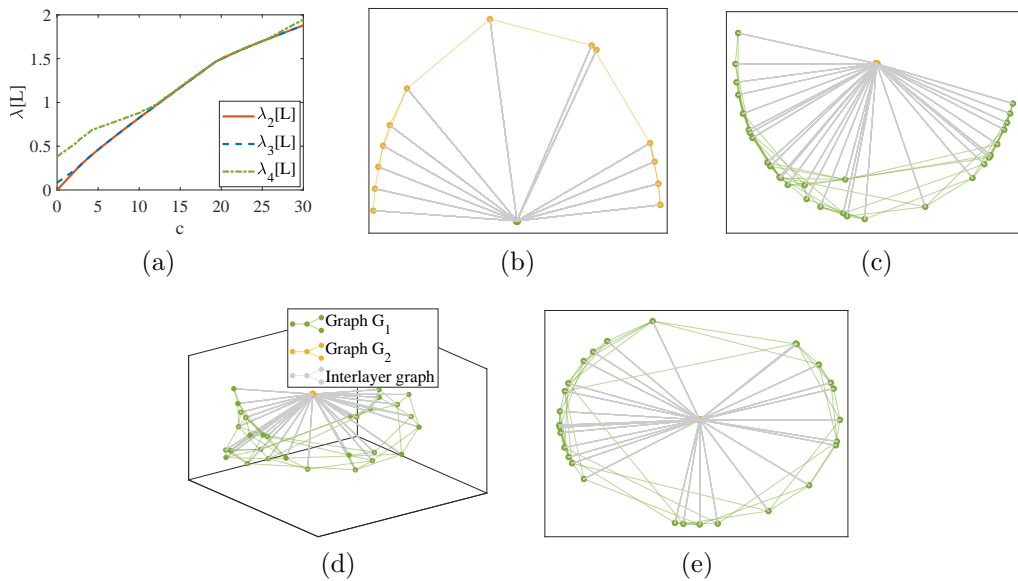 2
1.5
1
0.5
0
λ[L]
λ₂[L]
λ₃[L]
λ₄[L]
0 5 10 15 20 25 30
c
(a)
(b)
(c)
Graph G₁
Graph G₂
Interlayer graph
(d)
(e)